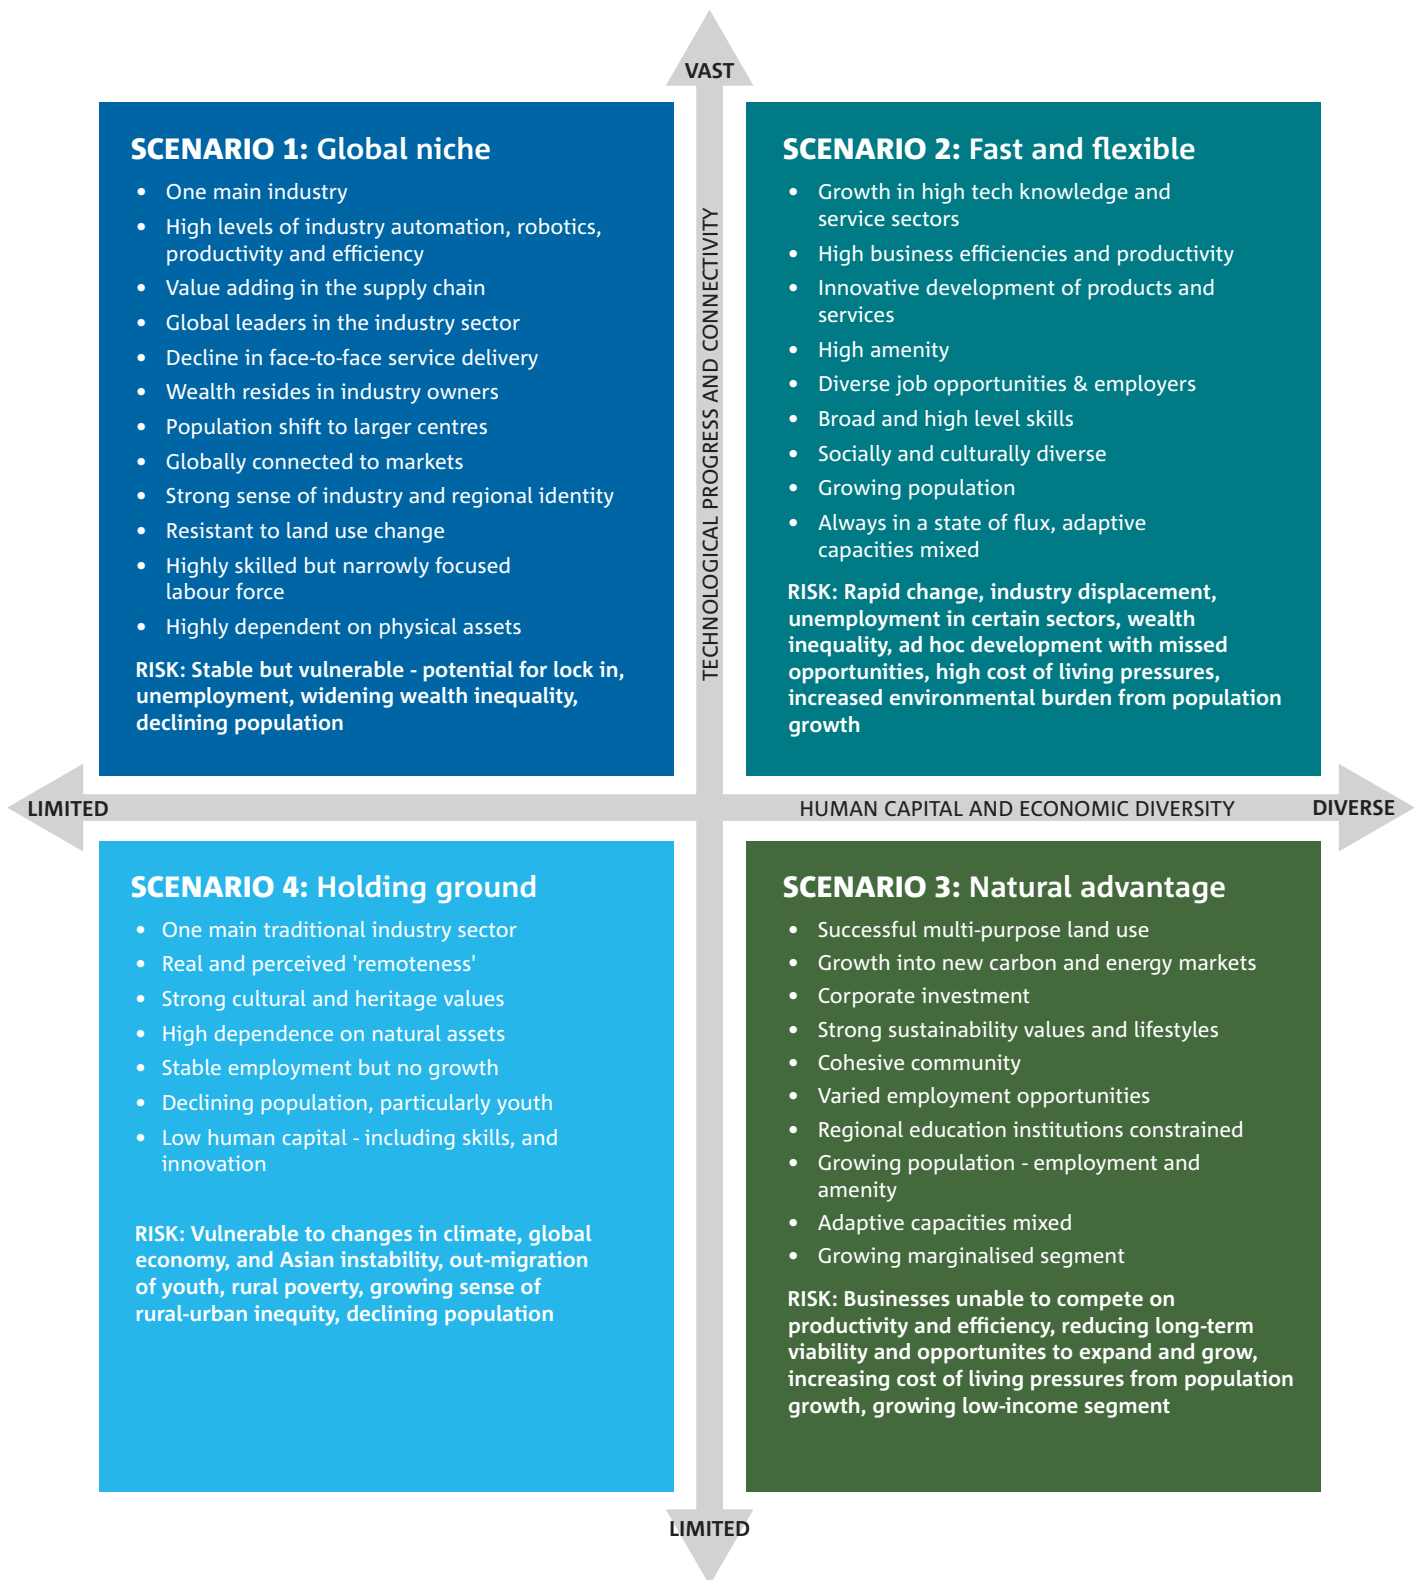 VAST
SCENARIO 1: Global niche
• One main industry
• High levels of industry automation, robotics,
productivity and efficiency
• Value adding in the supply chain
• Global leaders in the industry sector
• Decline in face-to-face service delivery
• Wealth resides in industry owners
• Population shift to larger centres
• Globally connected to markets
• Strong sense of industry and regional identity
• Resistant to land use change
• Highly skilled but narrowly focused
labour force
• Highly dependent on physical assets
RISK: Stable but vulnerable - potential for lock in,
unemployment, widening wealth inequality,
declining population
TECHNOLOGICAL PROGRESS AND CONNECTIVITY
SCENARIO 2: Fast and flexible
• Growth in high tech knowledge and
service sectors
• High business efficiencies and productivity
• Innovative development of products and
services
• High amenity
• Diverse job opportunities & employers
• Broad and high level skills
• Socially and culturally diverse
• Growing population
• Always in a state of flux, adaptive
capacities mixed
RISK: Rapid change, industry displacement,
unemployment in certain sectors, wealth
inequality, ad hoc development with missed
opportunities, high cost of living pressures,
increased environmental burden from population
growth
LIMITED
HUMAN CAPITAL AND ECONOMIC DIVERSITY
DIVERSE
SCENARIO 4: Holding ground
• One main traditional industry sector
• Real and perceived 'remoteness'
• Strong cultural and heritage values
• High dependence on natural assets
• Stable employment but no growth
• Declining population, particularly youth
• Low human capital - including skills, and
innovation
RISK: Vulnerable to changes in climate, global
economy, and Asian instability, out-migration
of youth, rural poverty, growing sense of
rural-urban inequity, declining population
SCENARIO 3: Natural advantage
• Successful multi-purpose land use
• Growth into new carbon and energy markets
• Corporate investment
• Strong sustainability values and lifestyles
• Cohesive community
• Varied employment opportunities
• Regional education institutions constrained
• Growing population - employment and
amenity
• Adaptive capacities mixed
• Growing marginalised segment
RISK: Businesses unable to compete on
productivity and efficiency, reducing long-term
viability and opportunites to expand and grow,
increasing cost of living pressures from population
growth, growing low-income segment
LIMITED